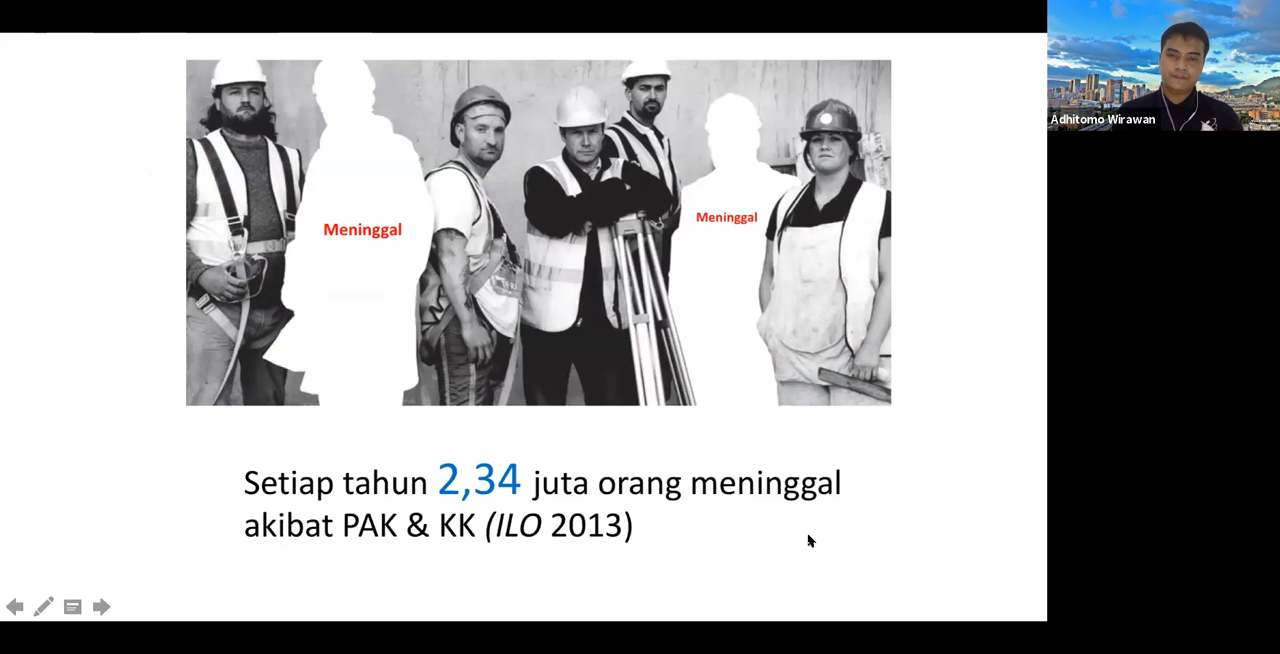 Adhitomo Wirawan
Meninggal
Meninggal
Setiap tahun 2,34 juta orang meninggal
akibat PAK & KK (ILO 2013)